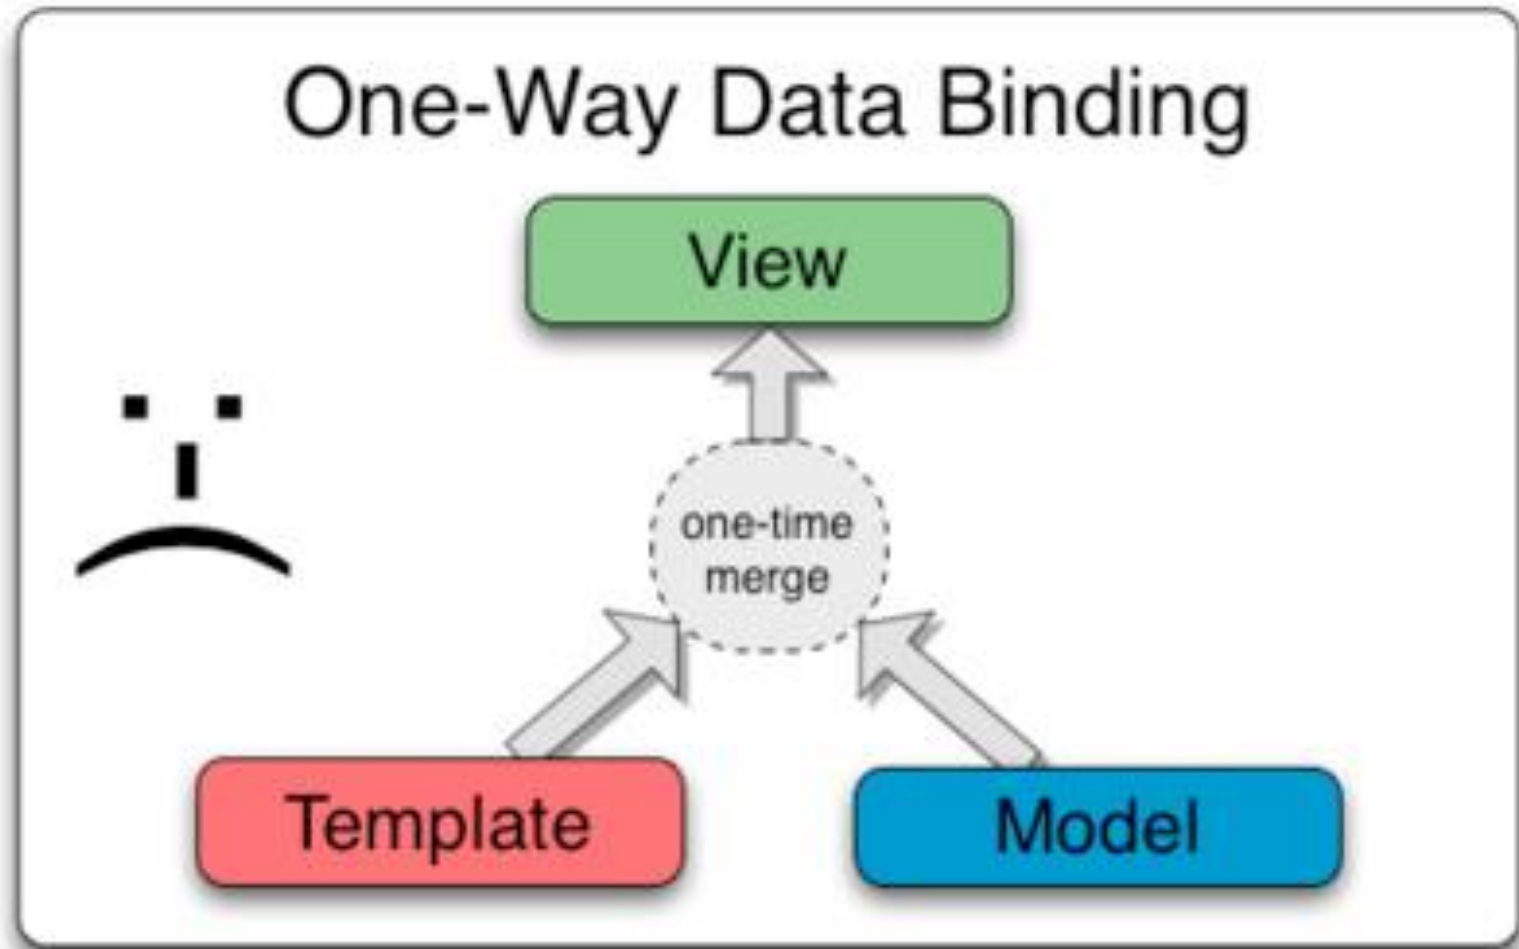 One-Way Data Binding
View
one-time
merge
Template
Model